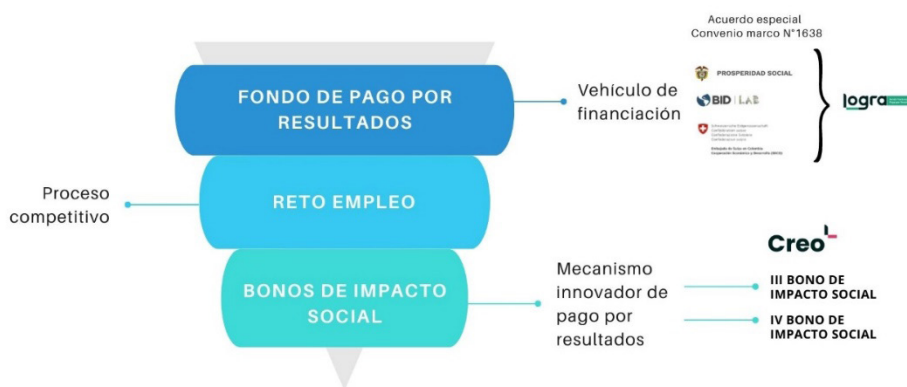 Acuerdo especial
Convenio marco N°1638
PROSPERIDAD SOCIAL
BID | LAB
logra
FONDO DE PAGO POR
RESULTADOS
Vehículo de
financiación
Proceso
competitivo
RETO EMPLEO
BONOS DE IMPACTO
SOCIAL
Mecanismo
innovador de
pago por
resultados
Creo
III BONO DE
IMPACTO SOCIAL
IV BONO DE
IMPACTO SOCIAL